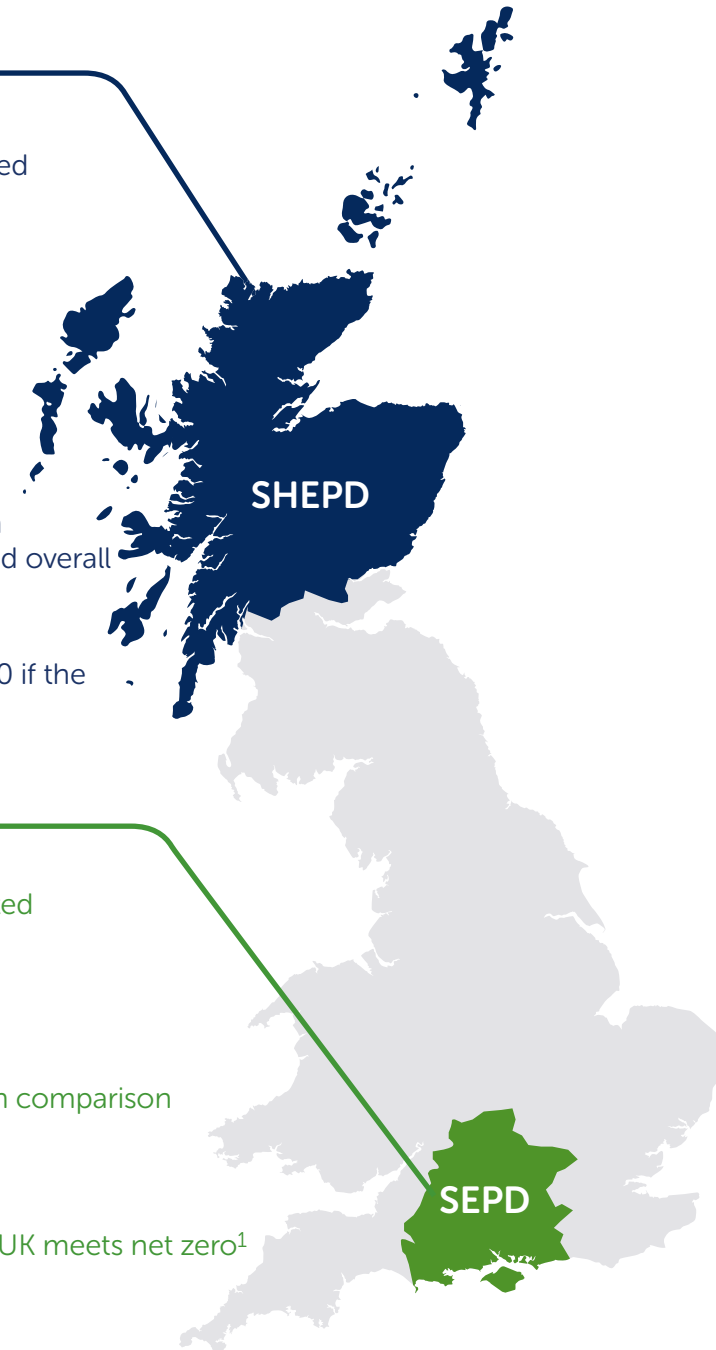 ed
SHEPD
d overall
0 if the
ed
n comparison
SEPD
UK meets net zero¹